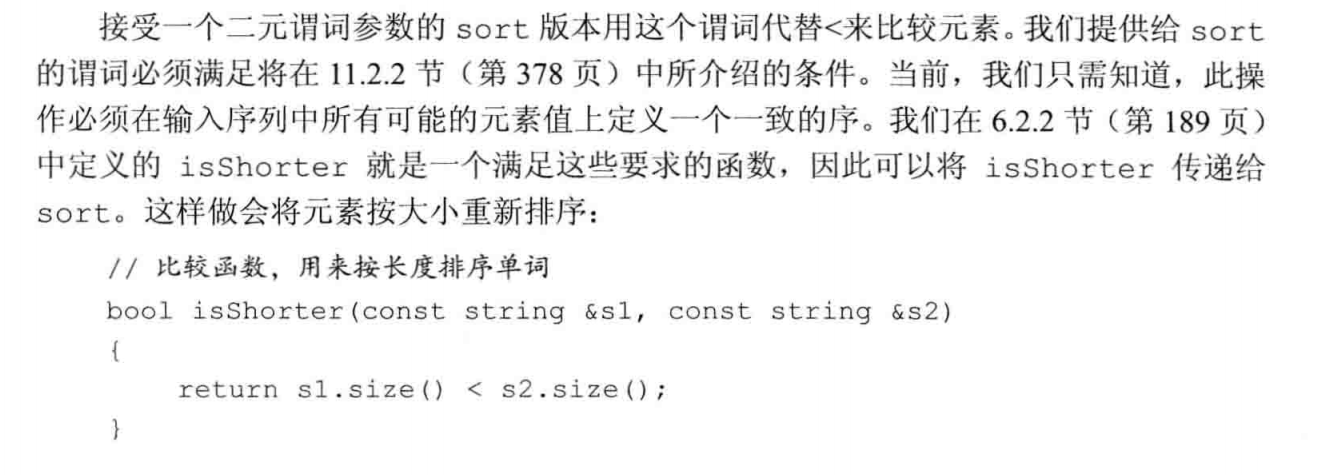 接受一个二元谓词参数的 sort 版本用这个谓词代替<来比较元素。我们提供给 sort
的谓词必须满足将在 11.2.2 节（第 378 页）中所介绍的条件。当前，我们只需知道，此操
作必须在输入序列中所有可能的元素值上定义一个一致的序。我们在 6.2.2 节（第 189 页）
中定义的 isShorter 就是一个满足这些要求的函数，因此可以将 isShorter 传递给
sort。这样做会将元素按大小重新排序：
// 比较函数，用来按长度排序单词
bool isShorter(const string &s1, const string &s2)
{
    return s1.size() < s2.size();
}